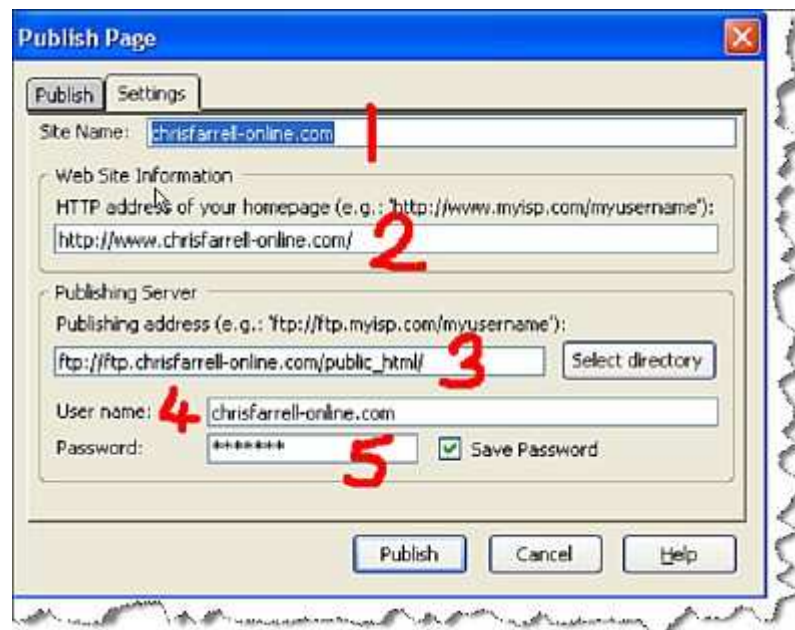 Publish Page
Publish Settings
Site Name: chrisfarrell-online.com 1
Web Site Information
HTTP address of your homepage (e.g.: 'http://www.myisp.com/myusername'):
http://www.chrisfarrell-online.com/ 2
Publishing Server
Publishing address (e.g.: 'ftp://ftp.myisp.com/myusername'):
ftp://ftp.chrisfarrell-online.com/public_html/ 3 Select directory
User name: 4 chrisfarrell-online.com
Password: ******* 5 Save Password
Publish Cancel Help